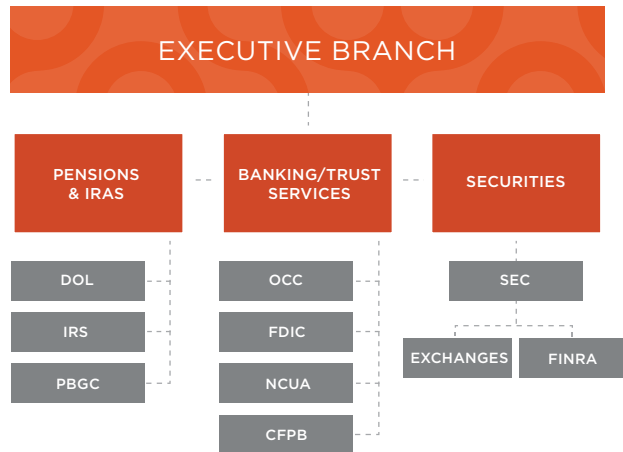 EXECUTIVE BRANCH
PENSIONS
& IRAS
BANKING/TRUST
SERVICES
SECURITIES
DOL
IRS
PBGC
OCC
FDIC
NCUA
CFPB
SEC
EXCHANGES
FINRA